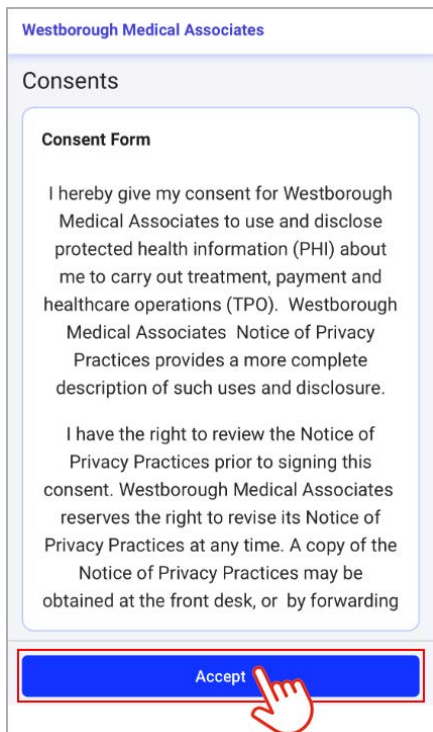 Westborough Medical Associates
Consents
Consent Form
I hereby give my consent for Westborough
Medical Associates to use and disclose
protected health information (PHI) about
me to carry out treatment, payment and
healthcare operations (TPO).  Westborough
Medical Associates  Notice of Privacy
Practices provides a more complete
description of such uses and disclosure.
I have the right to review the Notice of
Privacy Practices prior to signing this
consent. Westborough Medical Associates
reserves the right to revise its Notice of
Privacy Practices at any time. A copy of the
Notice of Privacy Practices may be
obtained at the front desk, or  by forwarding
Accept